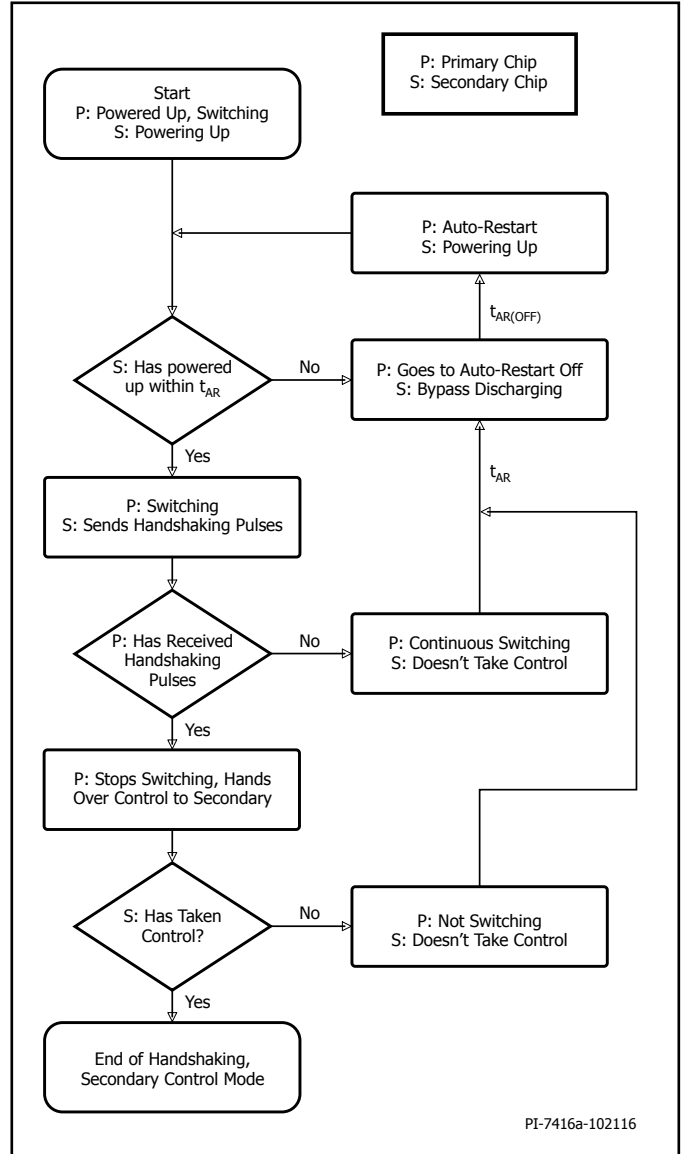 P: Primary Chip
S: Secondary Chip
Start
P: Powered Up, Switching
S: Powering Up
P: Auto-Restart
S: Powering Up
tAR(OFF)
S: Has powered
up within tAR
No
P: Goes to Auto-Restart Off
S: Bypass Discharging
Yes
tAR
P: Switching
S: Sends Handshaking Pulses
P: Has Received
Handshaking
Pulses
No
P: Continuous Switching
S: Doesn't Take Control
Yes
P: Stops Switching, Hands
Over Control to Secondary
S: Has Taken
Control?
No
P: Not Switching
S: Doesn't Take Control
Yes
End of Handshaking,
Secondary Control Mode
PI-7416a-102116